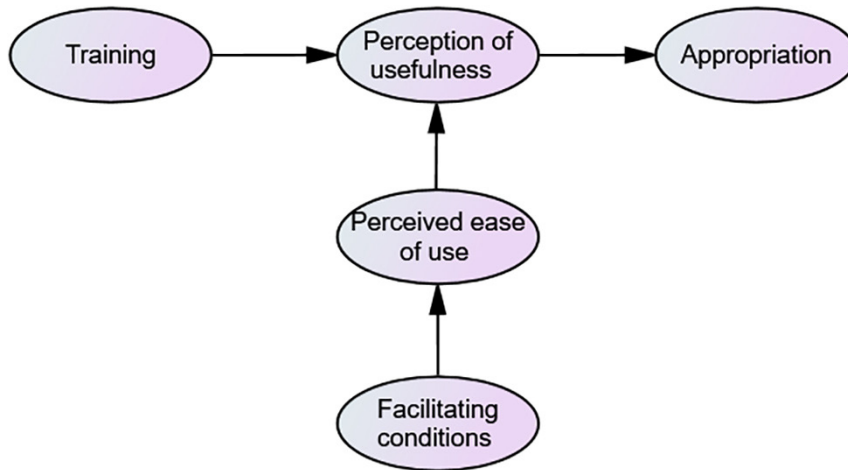 Training
Perception of
usefulness
Appropriation
Perceived ease
of use
Facilitating
conditions